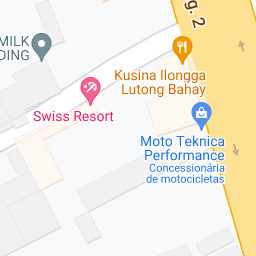 g. 2
MILK
DING
Kusina Ilongga
Lutong Bahay
Swiss Resort
Moto Teknica
Performance
Concessionária
de motocicletas